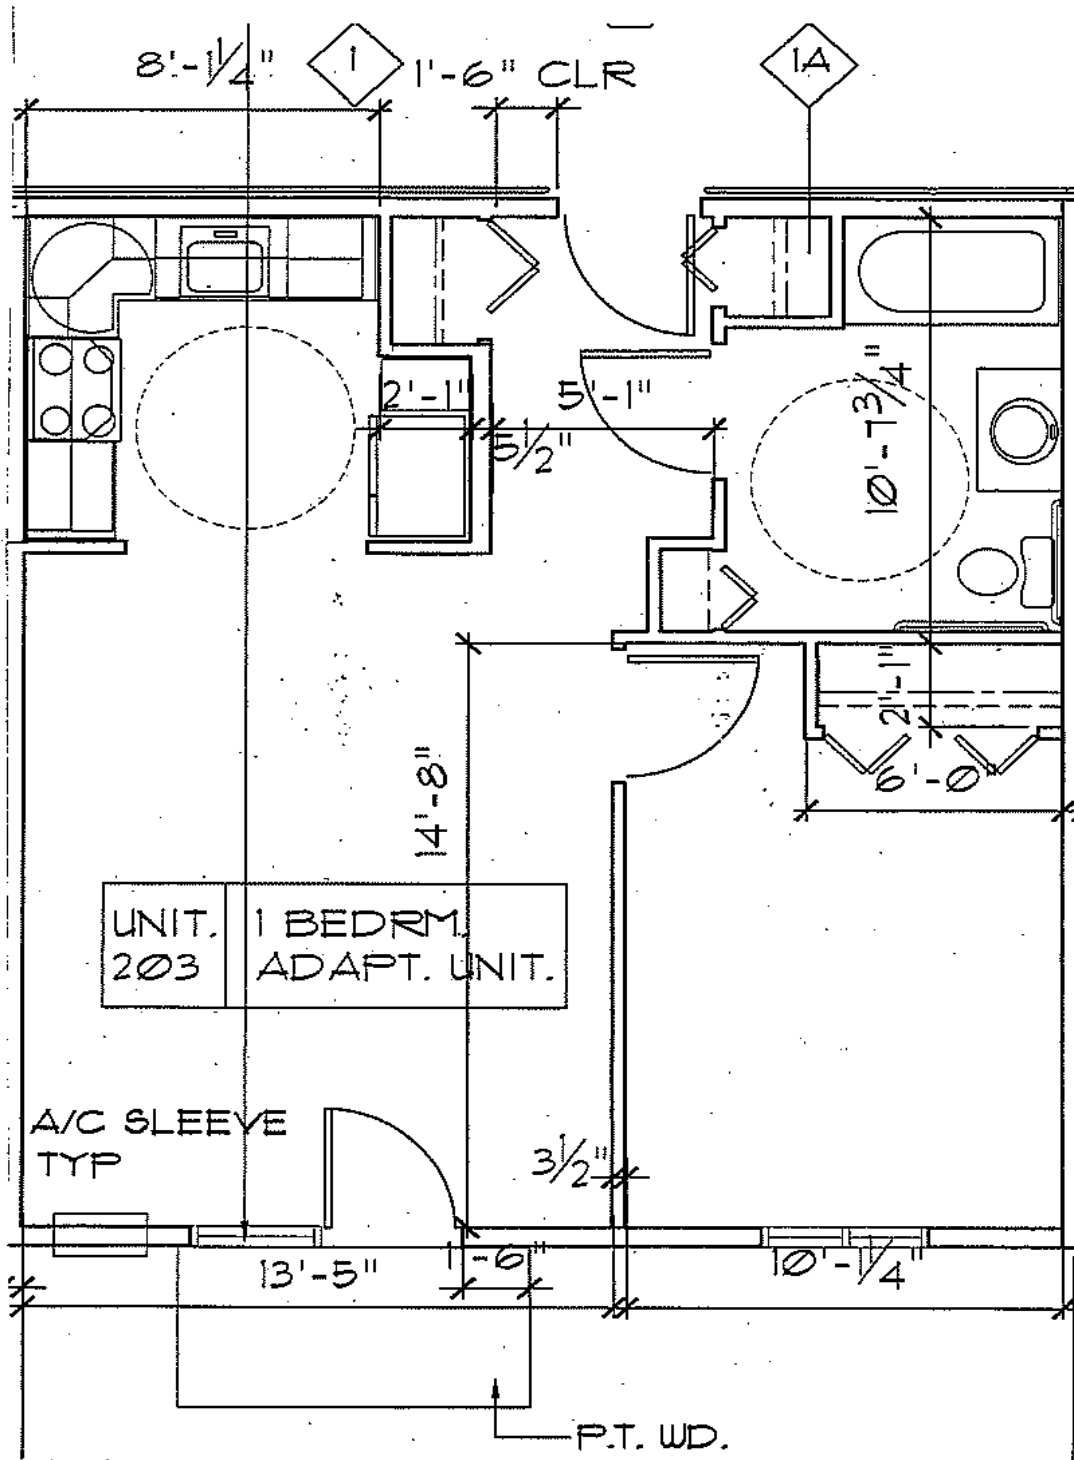 8'-1/4"
1
1'-6" CLR
1A
2'-1"
5'-1"
5 1/2"
10'-7 3/4"
2'-1"
6'-0"
14'-8"
UNIT. 1 BEDRM.
203 ADAPT. UNIT.
A/C SLEEVE
TYP
3 1/2"
13'-5"
1'-6"
10'-1/4"
P.T. WD.